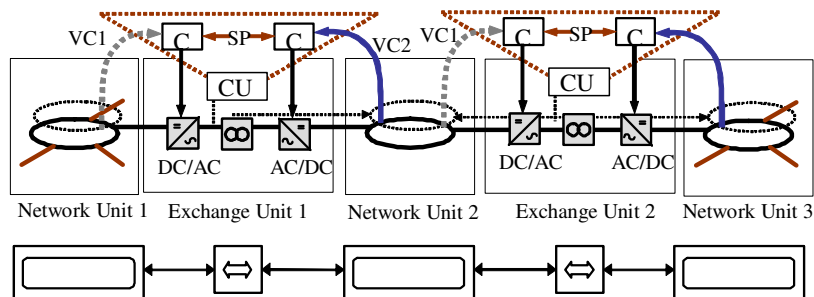 VC1 C SP C VC2 VC1 C SP C
CU CU
DC/AC AC/DC DC/AC AC/DC
Network Unit 1 Exchange Unit 1 Network Unit 2 Exchange Unit 2 Network Unit 3